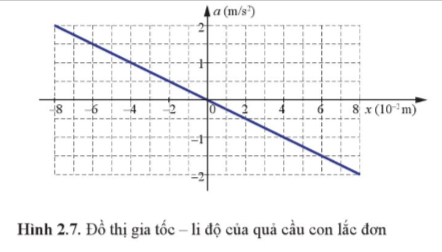 a (m/s²)
2
1
-8 -6 -4 -2 0 2 4 6 8 x (10⁻² m)
-1
-2
Hình 2.7. Đồ thị gia tốc – li độ của quả cầu con lắc đơn